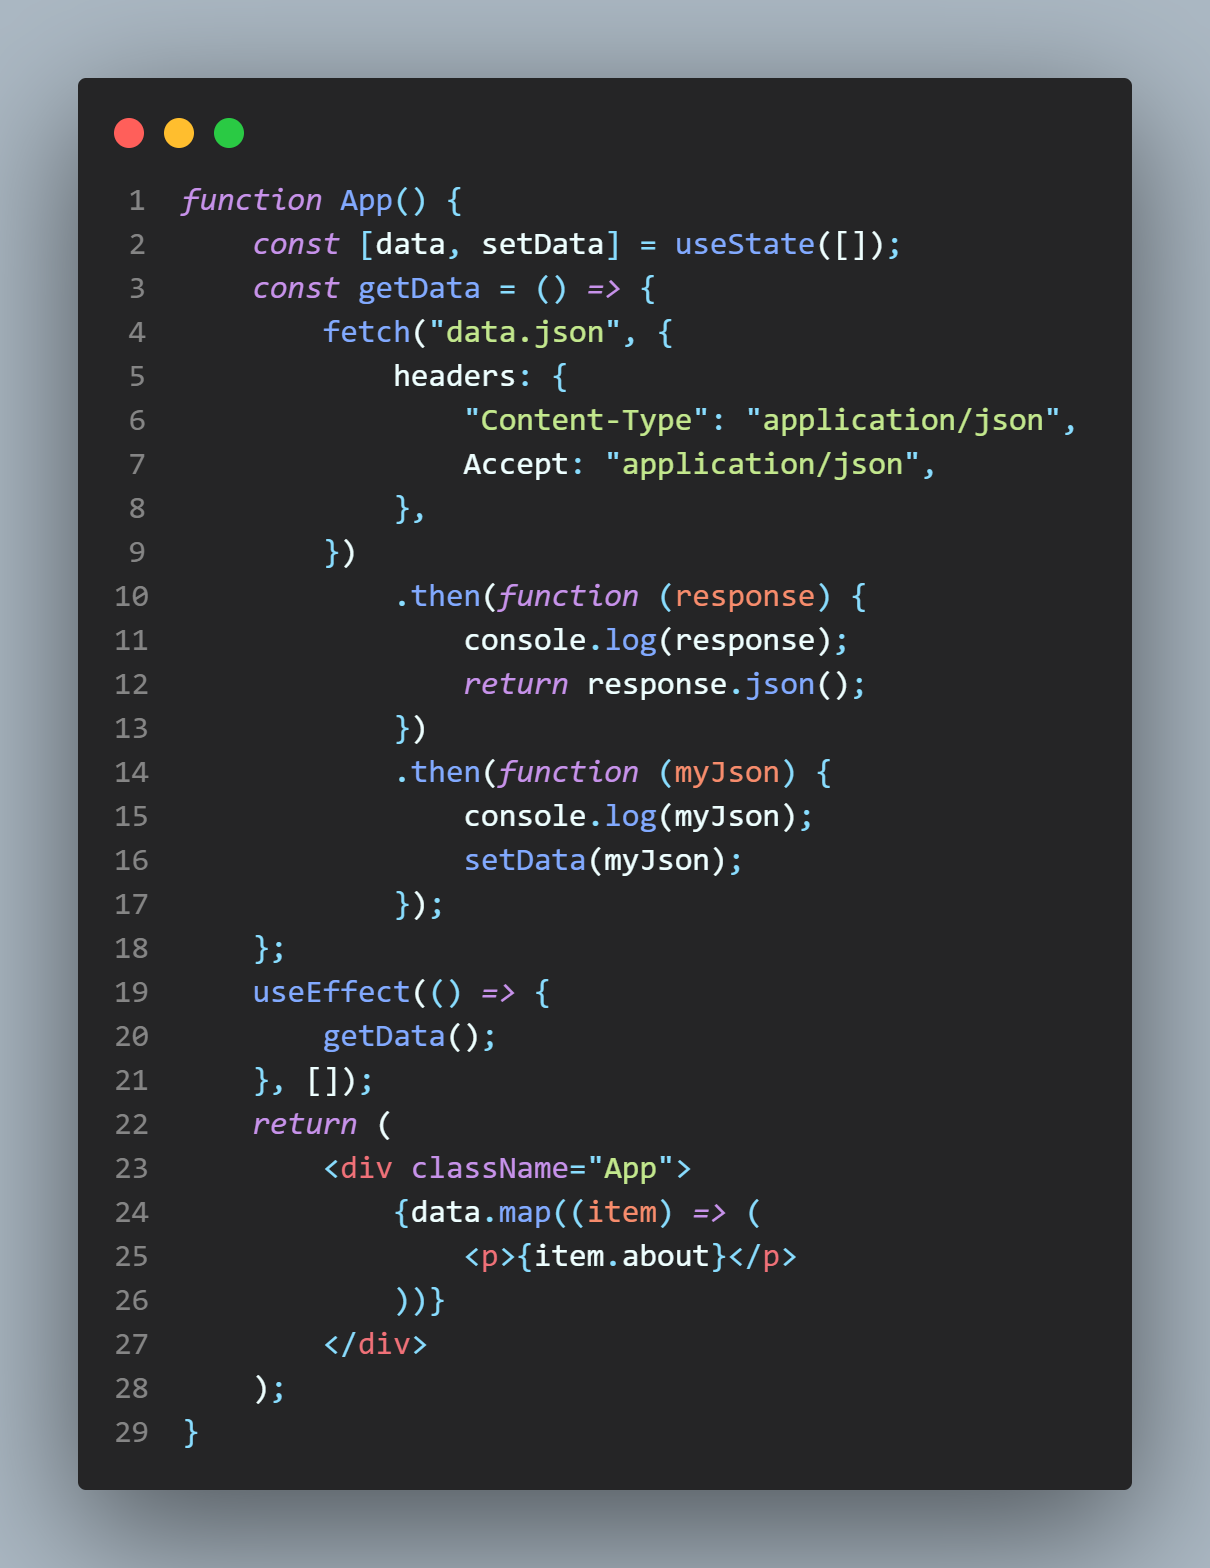 1 function App() {
2     const [data, setData] = useState([]);
3     const getData = () => {
4         fetch("data.json", {
5             headers: {
6                 "Content-Type": "application/json",
7                 Accept: "application/json",
8             },
9         })
10             .then(function (response) {
11                 console.log(response);
12                 return response.json();
13             })
14             .then(function (myJson) {
15                 console.log(myJson);
16                 setData(myJson);
17             });
18     };
19     useEffect(() => {
20         getData();
21     }, []);
22     return (
23         <div className="App">
24             {data.map((item) => (
25                 <p>{item.about}</p>
26             ))}
27         </div>
28     );
29 }